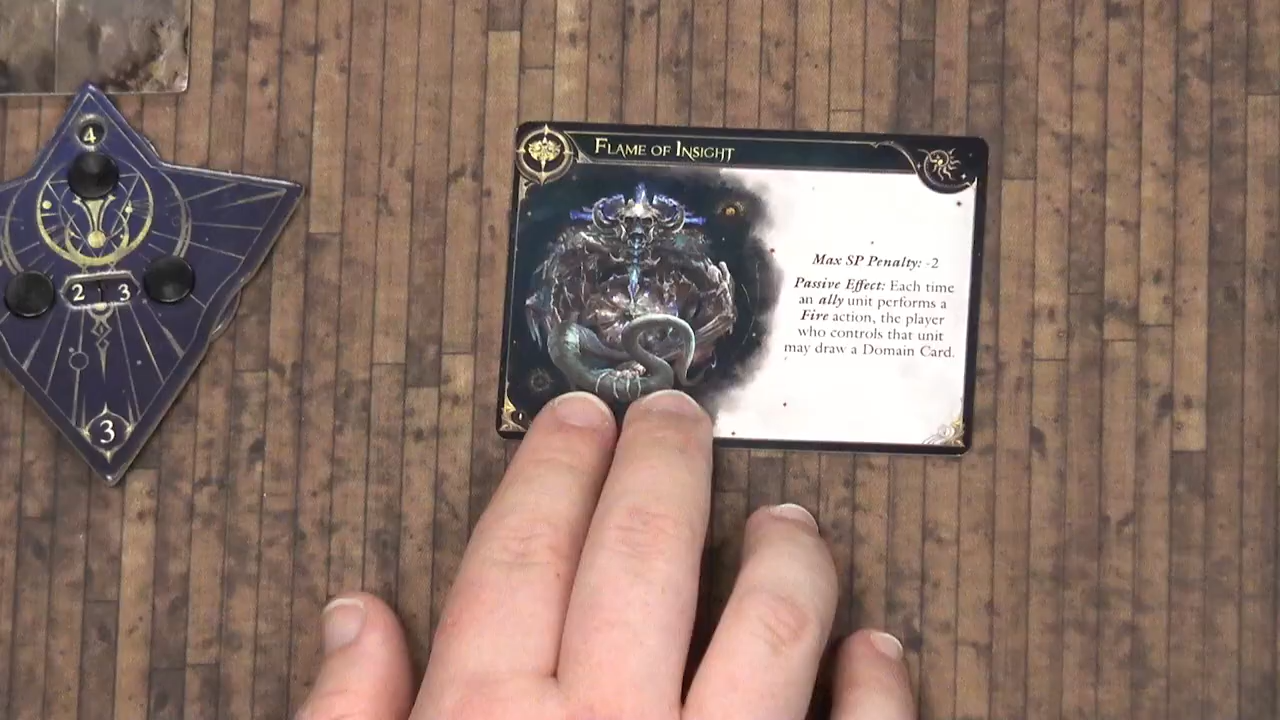 4
2 3
3
FLAME OF INSIGHT
Max SP Penalty: -2
Passive Effect: Each time
an ally unit performs a
Fire action, the player
who controls that unit
may draw a Domain Card.